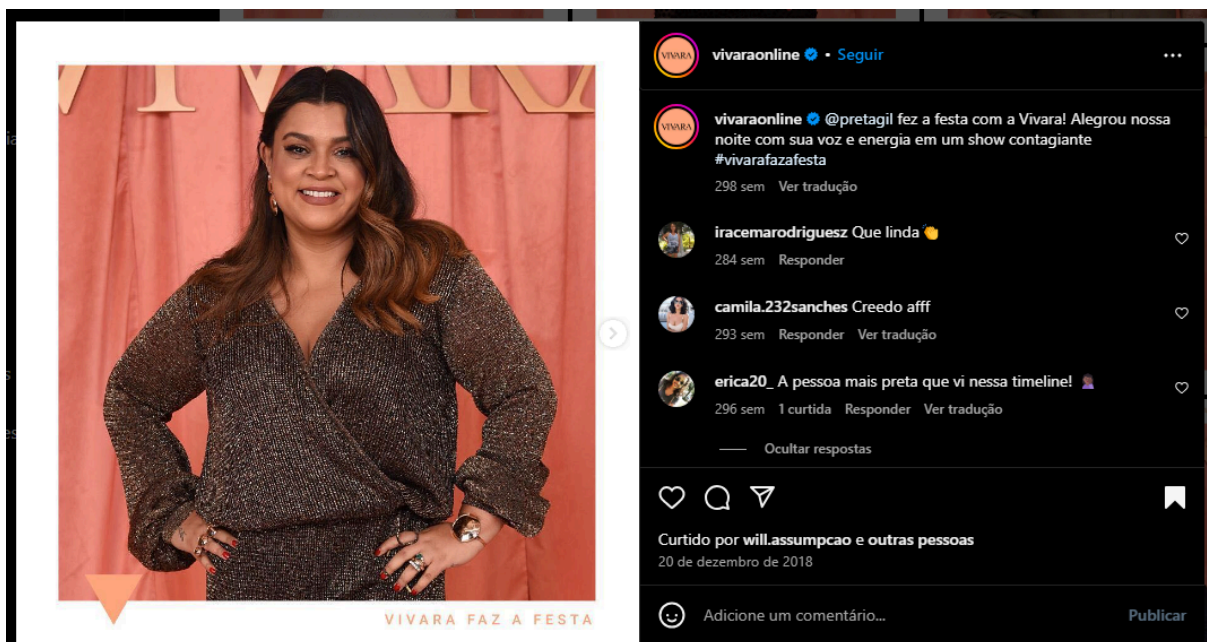 VIVARA
VIVARA FAZ A FESTA
VIVARA
vivaraonline • Seguir
VIVARA
vivaraonline @pretagil fez a festa com a Vivara! Alegrou nossa
noite com sua voz e energia em um show contagiante
#vivarafazafesta
298 sem Ver tradução
iracemarodriguesz Que linda 👏
284 sem Responder
camila.232sanches Creedo afff
293 sem Responder Ver tradução
erica20_ A pessoa mais preta que vi nessa timeline! 🤦🏾‍♀️
296 sem 1 curtida Responder Ver tradução
Ocultar respostas
Curtido por will.assumpcao e outras pessoas
20 de dezembro de 2018
Adicione um comentário...
Publicar